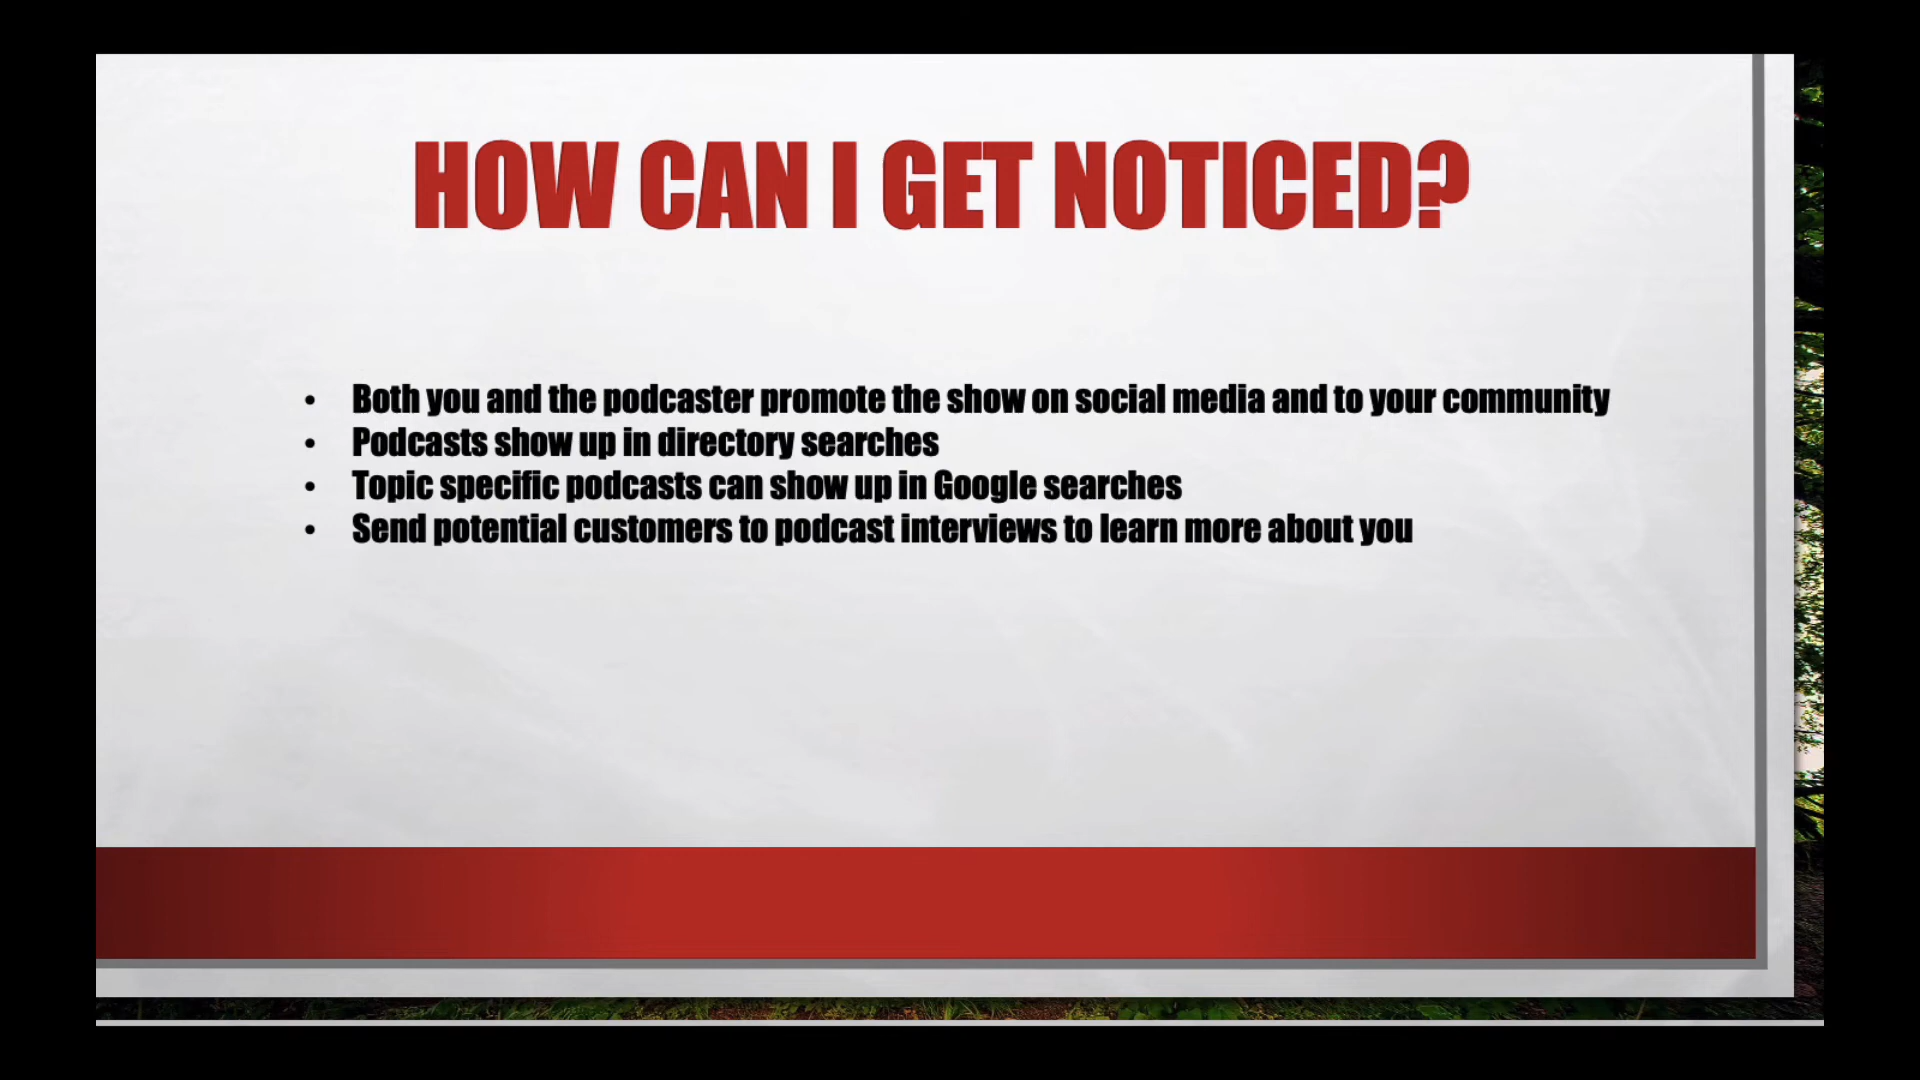 HOW CAN I GET NOTICED?
• Both you and the podcaster promote the show on social media and to your community
• Podcasts show up in directory searches
• Topic specific podcasts can show up in Google searches
• Send potential customers to podcast interviews to learn more about you